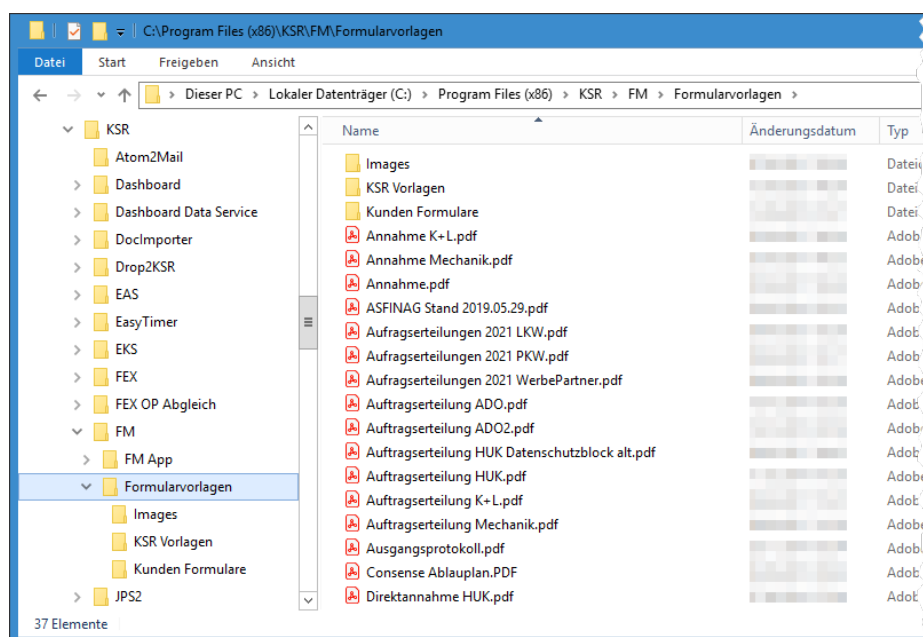 C:\Program Files (x86)\KSR\FM\Formularvorlagen
Datei Start Freigeben Ansicht
Dieser PC > Lokaler Datenträger (C:) > Program Files (x86) > KSR > FM > Formularvorlagen >
KSR
Atom2Mail
Dashboard
Dashboard Data Service
DocImporter
Drop2KSR
EAS
EasyTimer
EKS
FEX
FEX OP Abgleich
FM
FM App
Formularvorlagen
Images
KSR Vorlagen
Kunden Formulare
JPS2
Name Änderungsdatum Typ
Images
KSR Vorlagen
Kunden Formulare
Annahme K+L.pdf
Annahme Mechanik.pdf
Annahme.pdf
ASFINAG Stand 2019.05.29.pdf
Aufragserteilungen 2021 LKW.pdf
Aufragserteilungen 2021 PKW.pdf
Aufragserteilungen 2021 WerbePartner.pdf
Auftragserteilung ADO.pdf
Auftragserteilung ADO2.pdf
Auftragserteilung HUK Datenschutzblock alt.pdf
Auftragserteilung HUK.pdf
Auftragserteilung K+L.pdf
Auftragserteilung Mechanik.pdf
Ausgangsprotokoll.pdf
Consense Ablauplan.PDF
Direktannahme HUK.pdf
37 Elemente